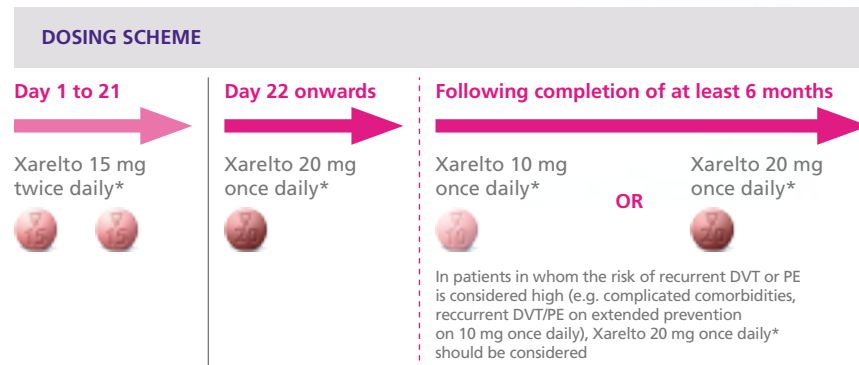 DOSING SCHEME
Day 1 to 21
Xarelto 15 mg
twice daily*
15 15
Day 22 onwards
Xarelto 20 mg
once daily*
20
Following completion of at least 6 months
Xarelto 10 mg
once daily*
10
OR
Xarelto 20 mg
once daily*
20
In patients in whom the risk of recurrent DVT or PE
is considered high (e.g. complicated comorbidities,
reccurrent DVT/PE on extended prevention
on 10 mg once daily), Xarelto 20 mg once daily*
should be considered